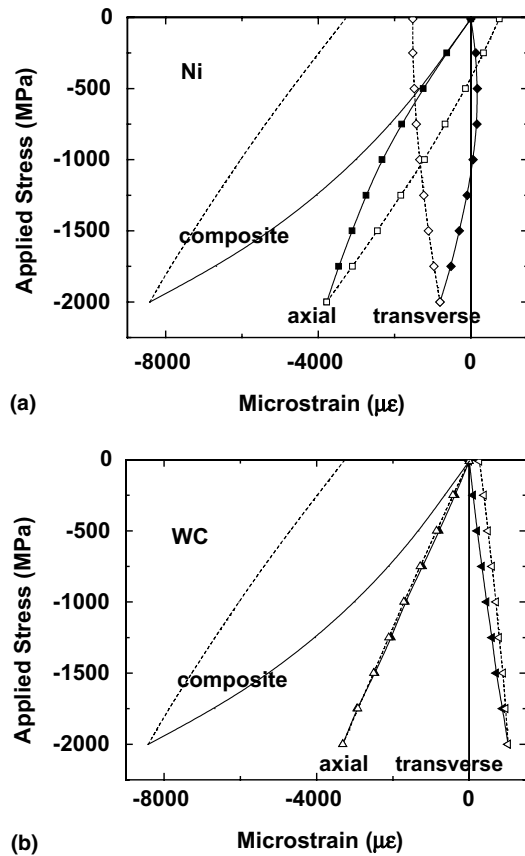 0
-500
-1000
-1500
-2000
Applied Stress (MPa)
Ni
composite
axial
transverse
-8000
-4000
0
Microstrain (με)
(a)
0
-500
-1000
-1500
-2000
Applied Stress (MPa)
WC
composite
axial
transverse
-8000
-4000
0
Microstrain (με)
(b)